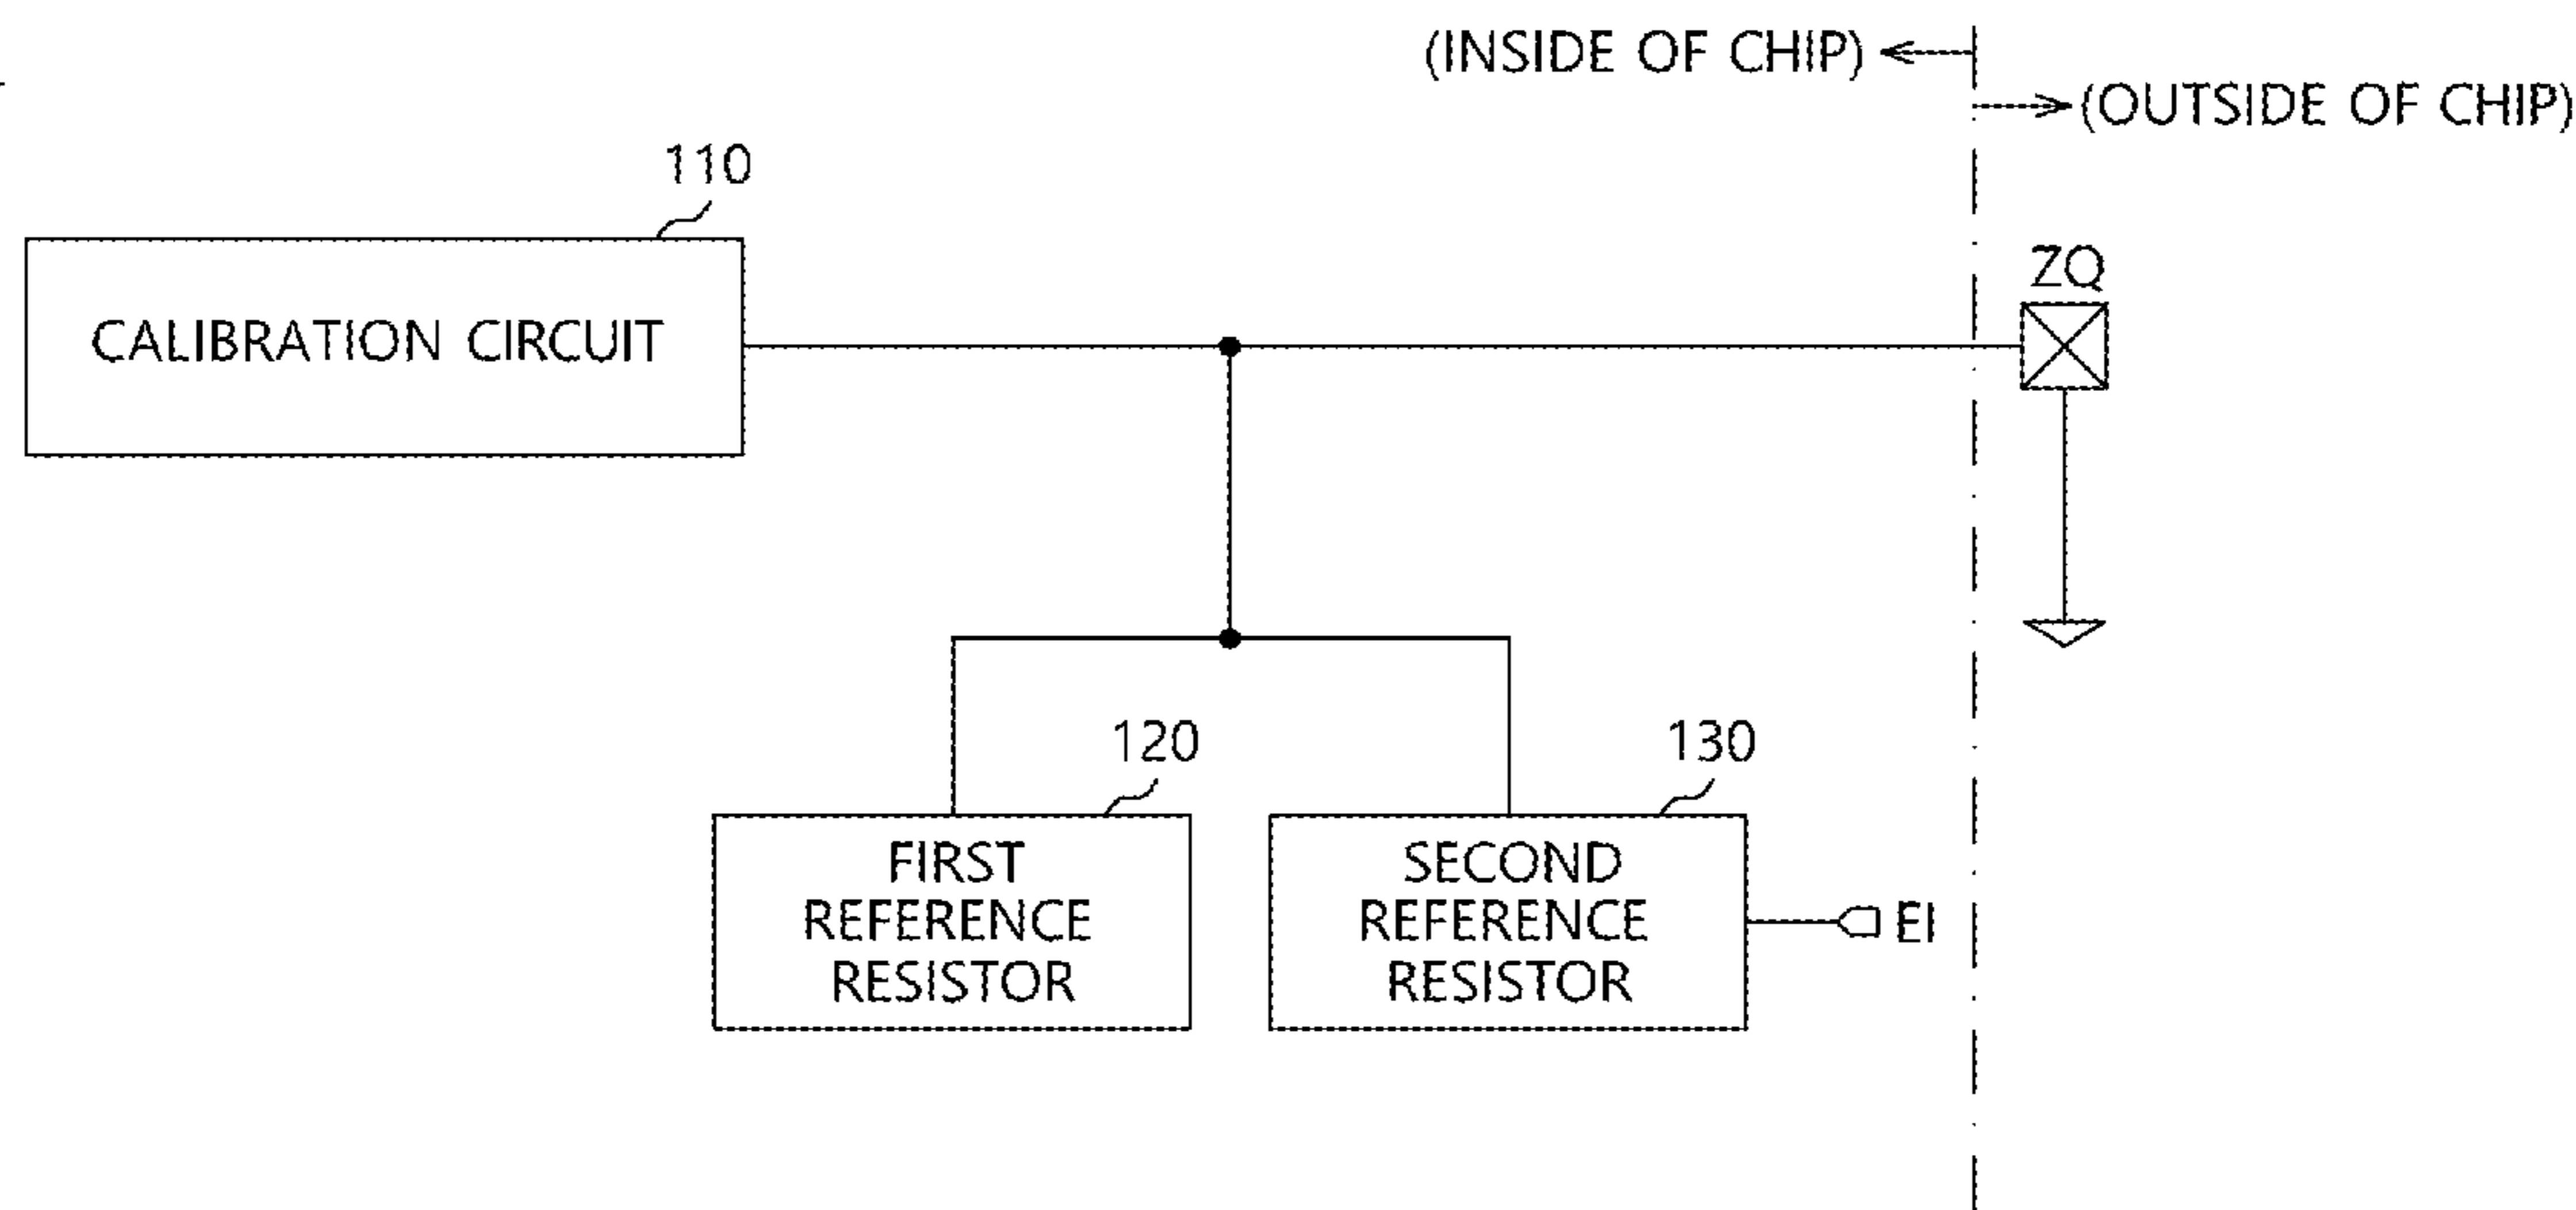 (INSIDE OF CHIP)
(OUTSIDE OF CHIP)
110
CALIBRATION CIRCUIT
ZQ
120
130
FIRST
REFERENCE
RESISTOR
SECOND
REFERENCE
RESISTOR
EI